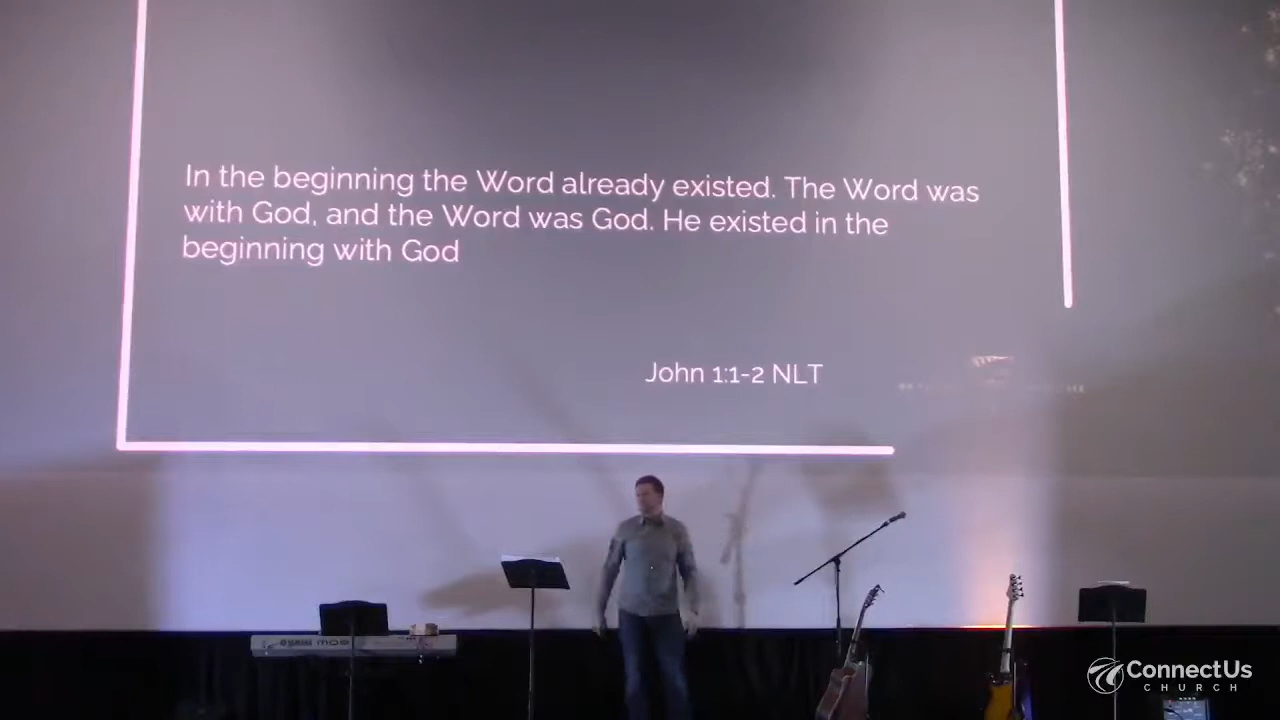 In the beginning the Word already existed. The Word was
with God, and the Word was God. He existed in the
beginning with God
John 1:1-2 NLT
YAMAHA
ConnectUs
CHURCH